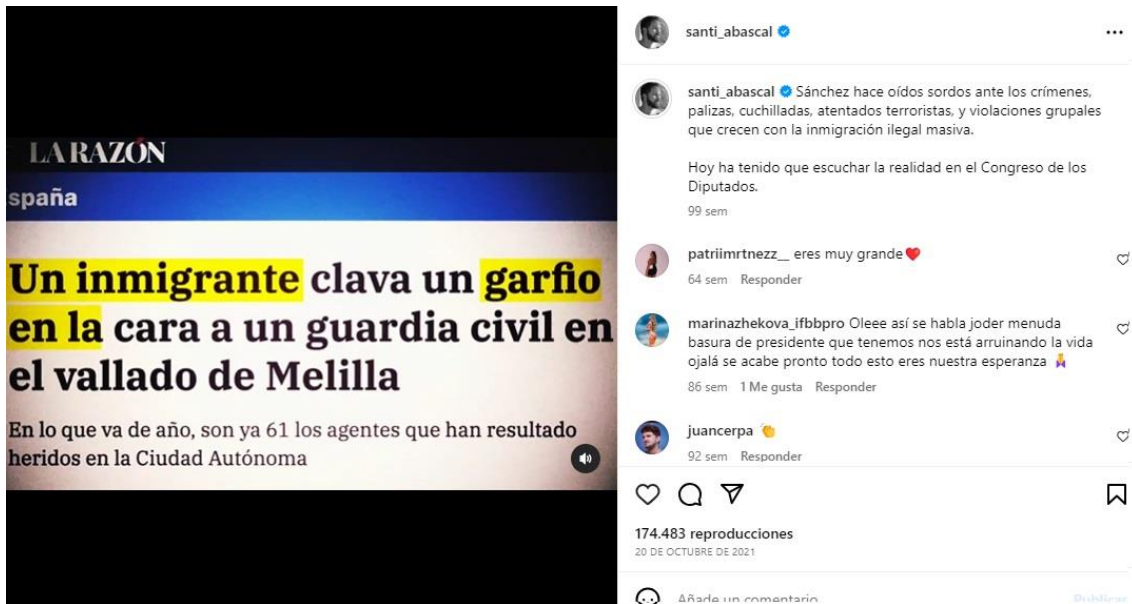 LA RAZÓN
spaña
Un inmigrante clava un garfio
en la cara a un guardia civil en
el vallado de Melilla
En lo que va de año, son ya 61 los agentes que han resultado
heridos en la Ciudad Autónoma
santi_abascal
santi_abascal Sánchez hace oídos sordos ante los crímenes,
palizas, cuchilladas, atentados terroristas, y violaciones grupales
que crecen con la inmigración ilegal masiva.
Hoy ha tenido que escuchar la realidad en el Congreso de los
Diputados.
99 sem
patriimrtnezz__ eres muy grande❤️
64 sem Responder
marinazhekova_ifbbpro Oleee así se habla joder menuda
basura de presidente que tenemos nos está arruinando la vida
ojalá se acabe pronto todo esto eres nuestra esperanza
86 sem 1 Me gusta Responder
juancerpa 👏
92 sem Responder
174.483 reproducciones
20 DE OCTUBRE DE 2021
Añade un comentario
Publicar